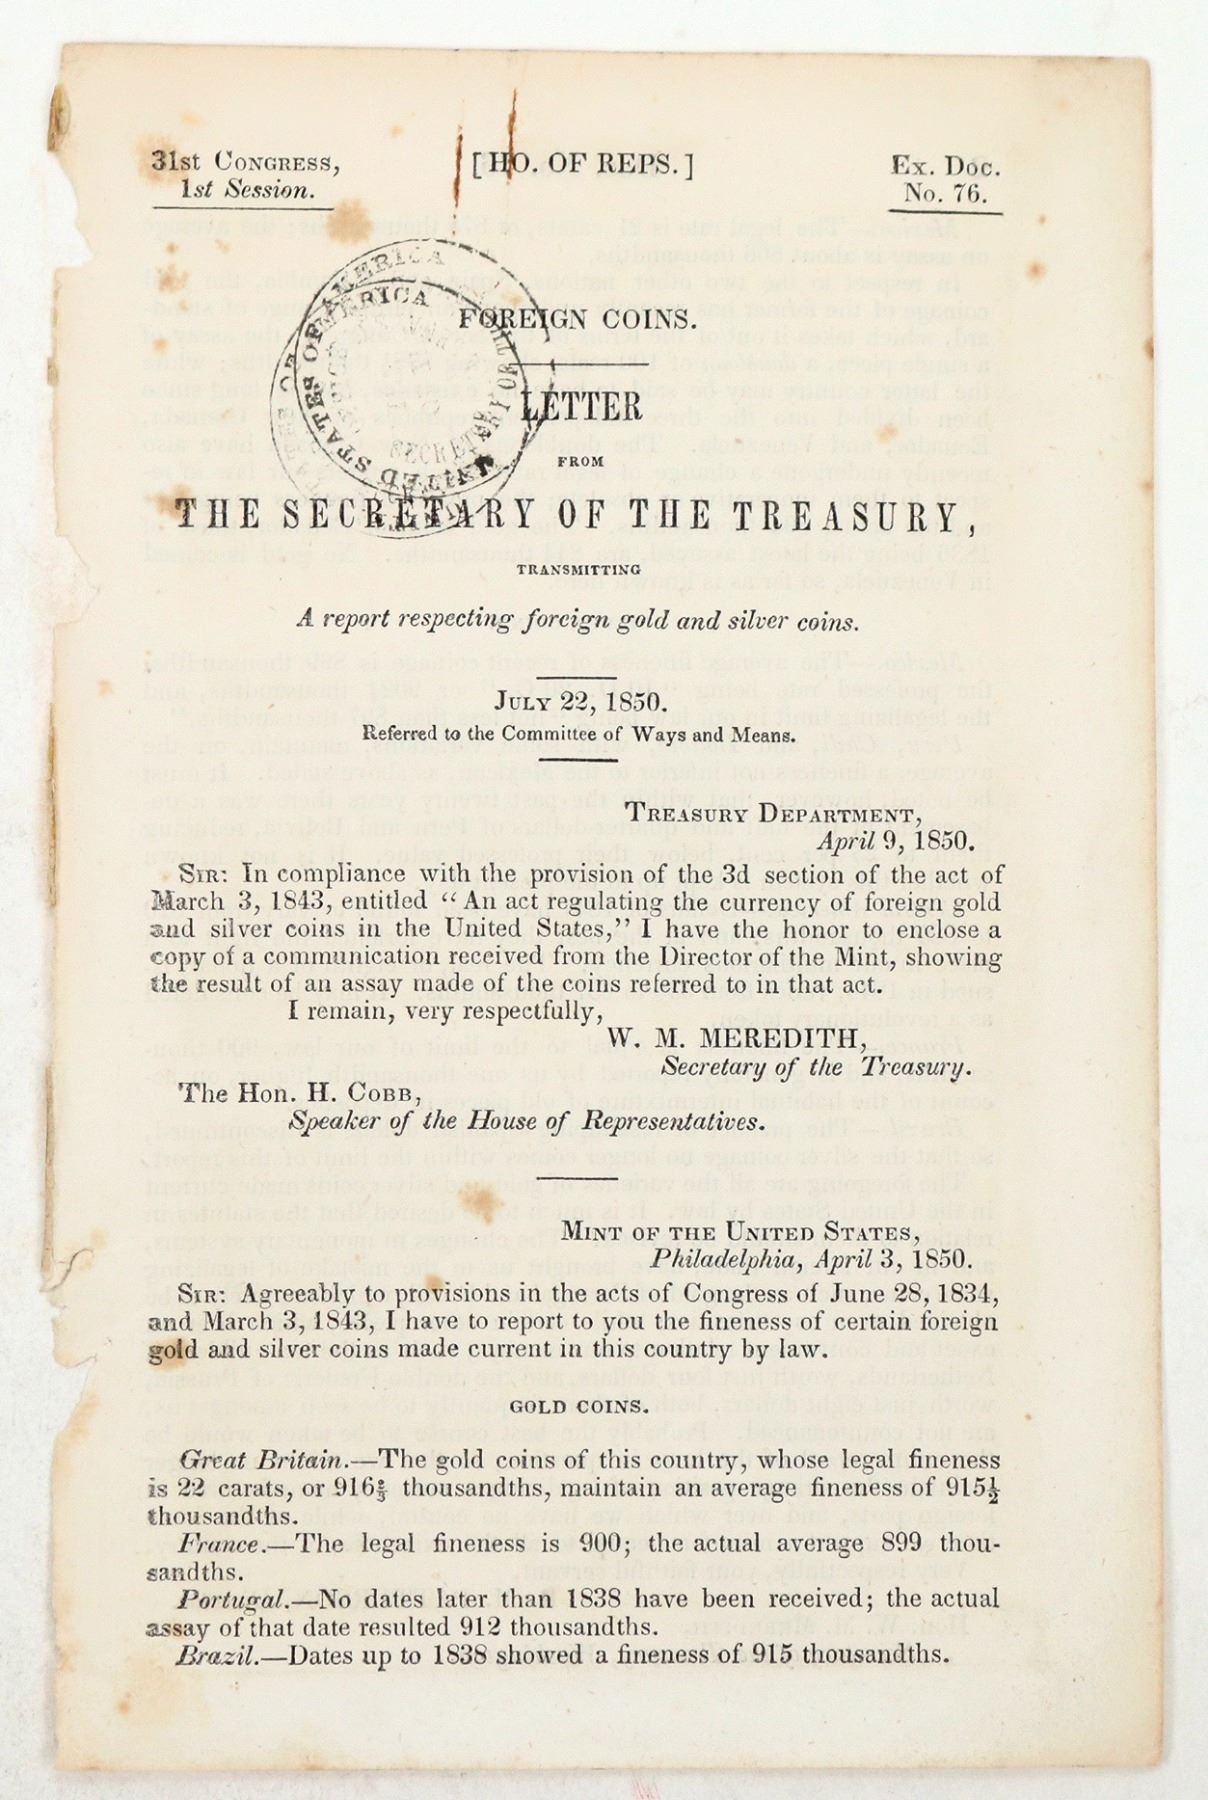 31st Congress,
1st Session.
[HO. OF REPS.]
Ex. Doc.
No. 76.
OF AMERICA
UNITED STATES OF AMERICA
SECRETARY OF
FOREIGN COINS.
LETTER
FROM
THE SECRETARY OF THE TREASURY,
TRANSMITTING
A report respecting foreign gold and silver coins.
July 22, 1850.
Referred to the Committee of Ways and Means.
Treasury Department,
April 9, 1850.
Sir: In compliance with the provision of the 3d section of the act of
March 3, 1843, entitled “An act regulating the currency of foreign gold
and silver coins in the United States,” I have the honor to enclose a
copy of a communication received from the Director of the Mint, showing
the result of an assay made of the coins referred to in that act.
I remain, very respectfully,
W. M. MEREDITH,
Secretary of the Treasury.
The Hon. H. Cobb,
Speaker of the House of Representatives.
Mint of the United States,
Philadelphia, April 3, 1850.
Sir: Agreeably to provisions in the acts of Congress of June 28, 1834,
and March 3, 1843, I have to report to you the fineness of certain foreign
gold and silver coins made current in this country by law.
GOLD COINS.
Great Britain.—The gold coins of this country, whose legal fineness
is 22 carats, or 916⅔ thousandths, maintain an average fineness of 915½
thousandths.
France.—The legal fineness is 900; the actual average 899 thou-
sandths.
Portugal.—No dates later than 1838 have been received; the actual
assay of that date resulted 912 thousandths.
Brazil.—Dates up to 1838 showed a fineness of 915 thousandths.